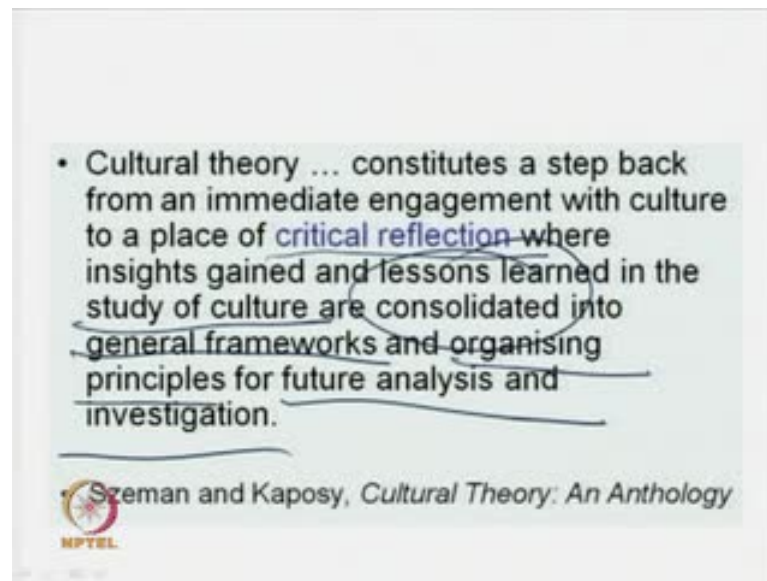 • Cultural theory ... constitutes a step back
from an immediate engagement with culture
to a place of critical reflection where
insights gained and lessons learned in the
study of culture are consolidated into
general frameworks and organising
principles for future analysis and
investigation.
• Szeman and Kaposy, Cultural Theory: An Anthology
NPTEL